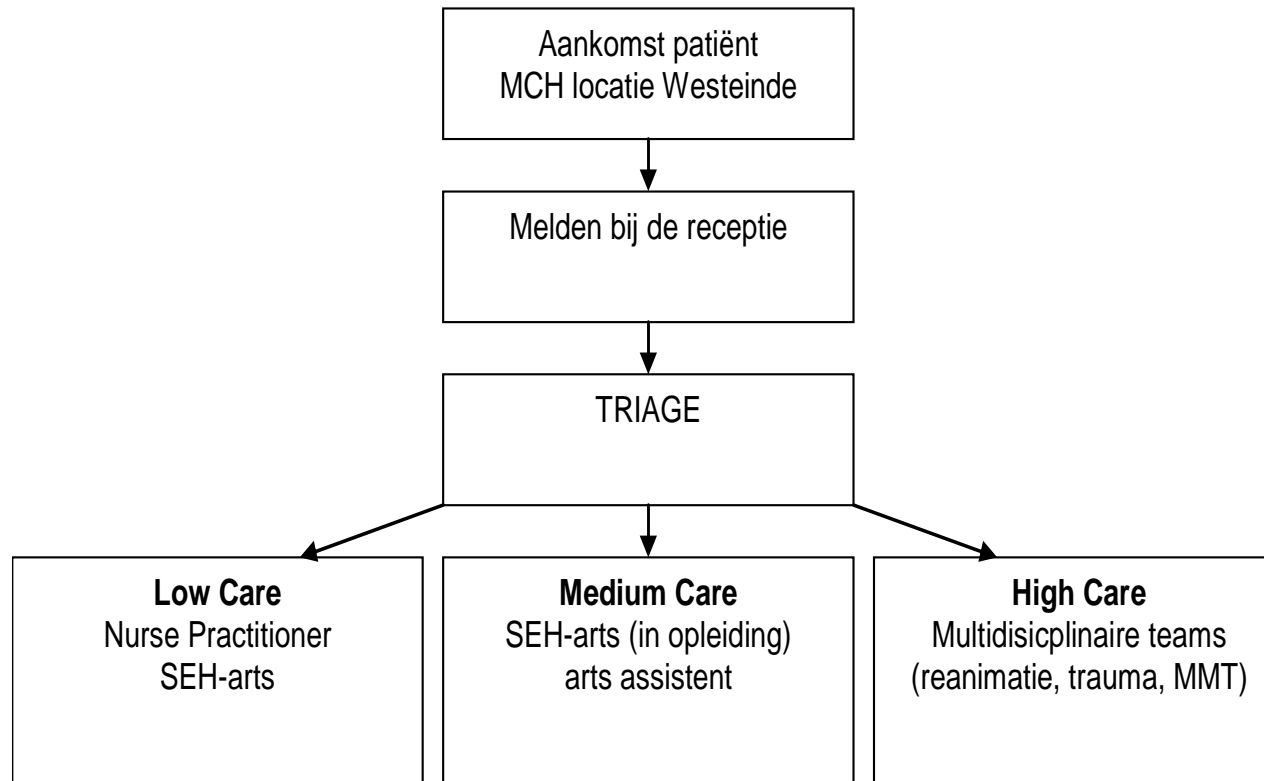 Aankomst patiënt
MCH locatie Westeinde
Melden bij de receptie
TRIAGE
Low Care
Nurse Practitioner
SEH-arts
Medium Care
SEH-arts (in opleiding)
arts assistent
High Care
Multidisicplinaire teams
(reanimatie, trauma, MMT)